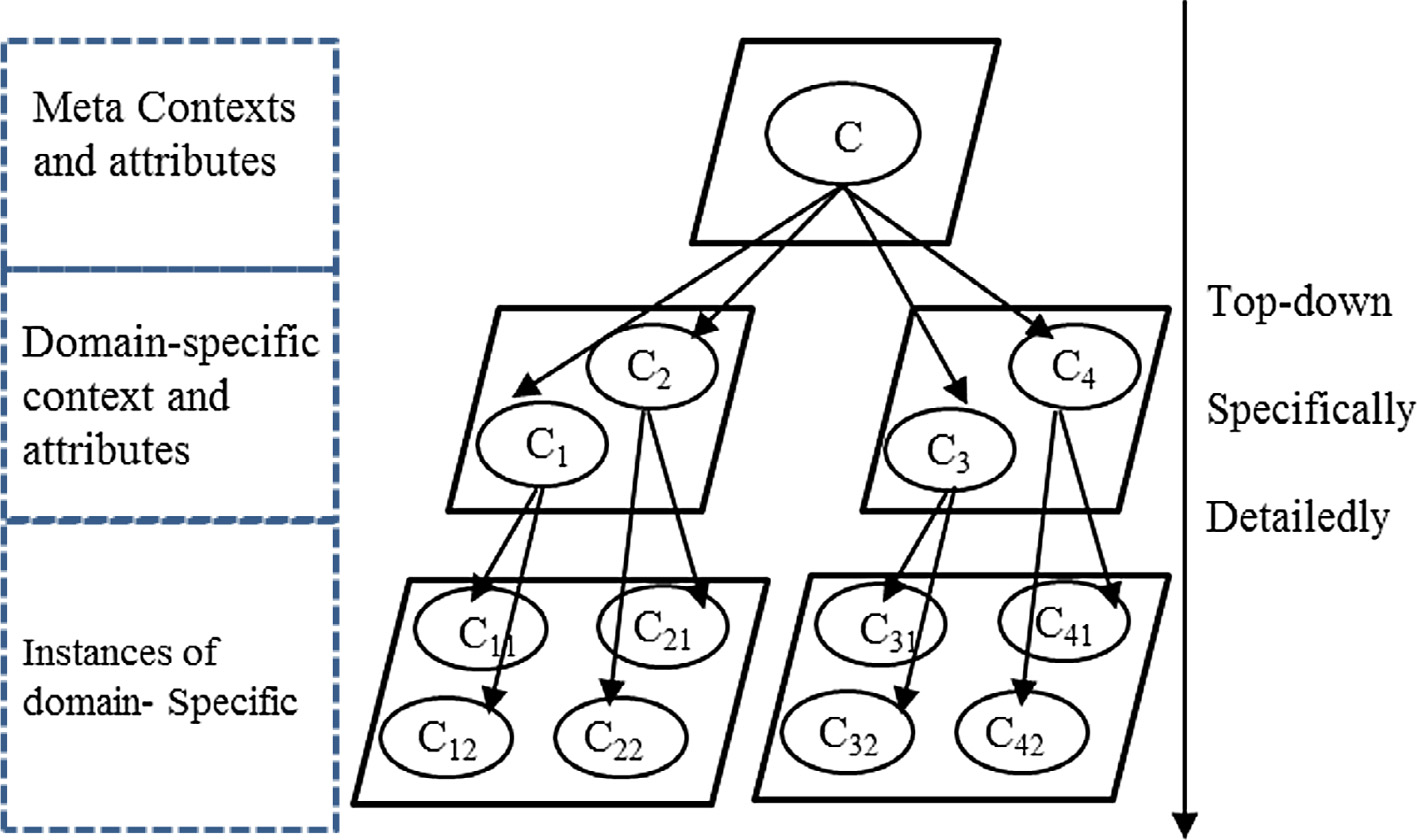 Meta Contexts
and attributes
Domain-specific
context and
attributes
Instances of
domain- Specific
C
C2
C1
C4
C3
C11
C21
C12
C22
C31
C41
C32
C42
Top-down
Specifically
Detailedly